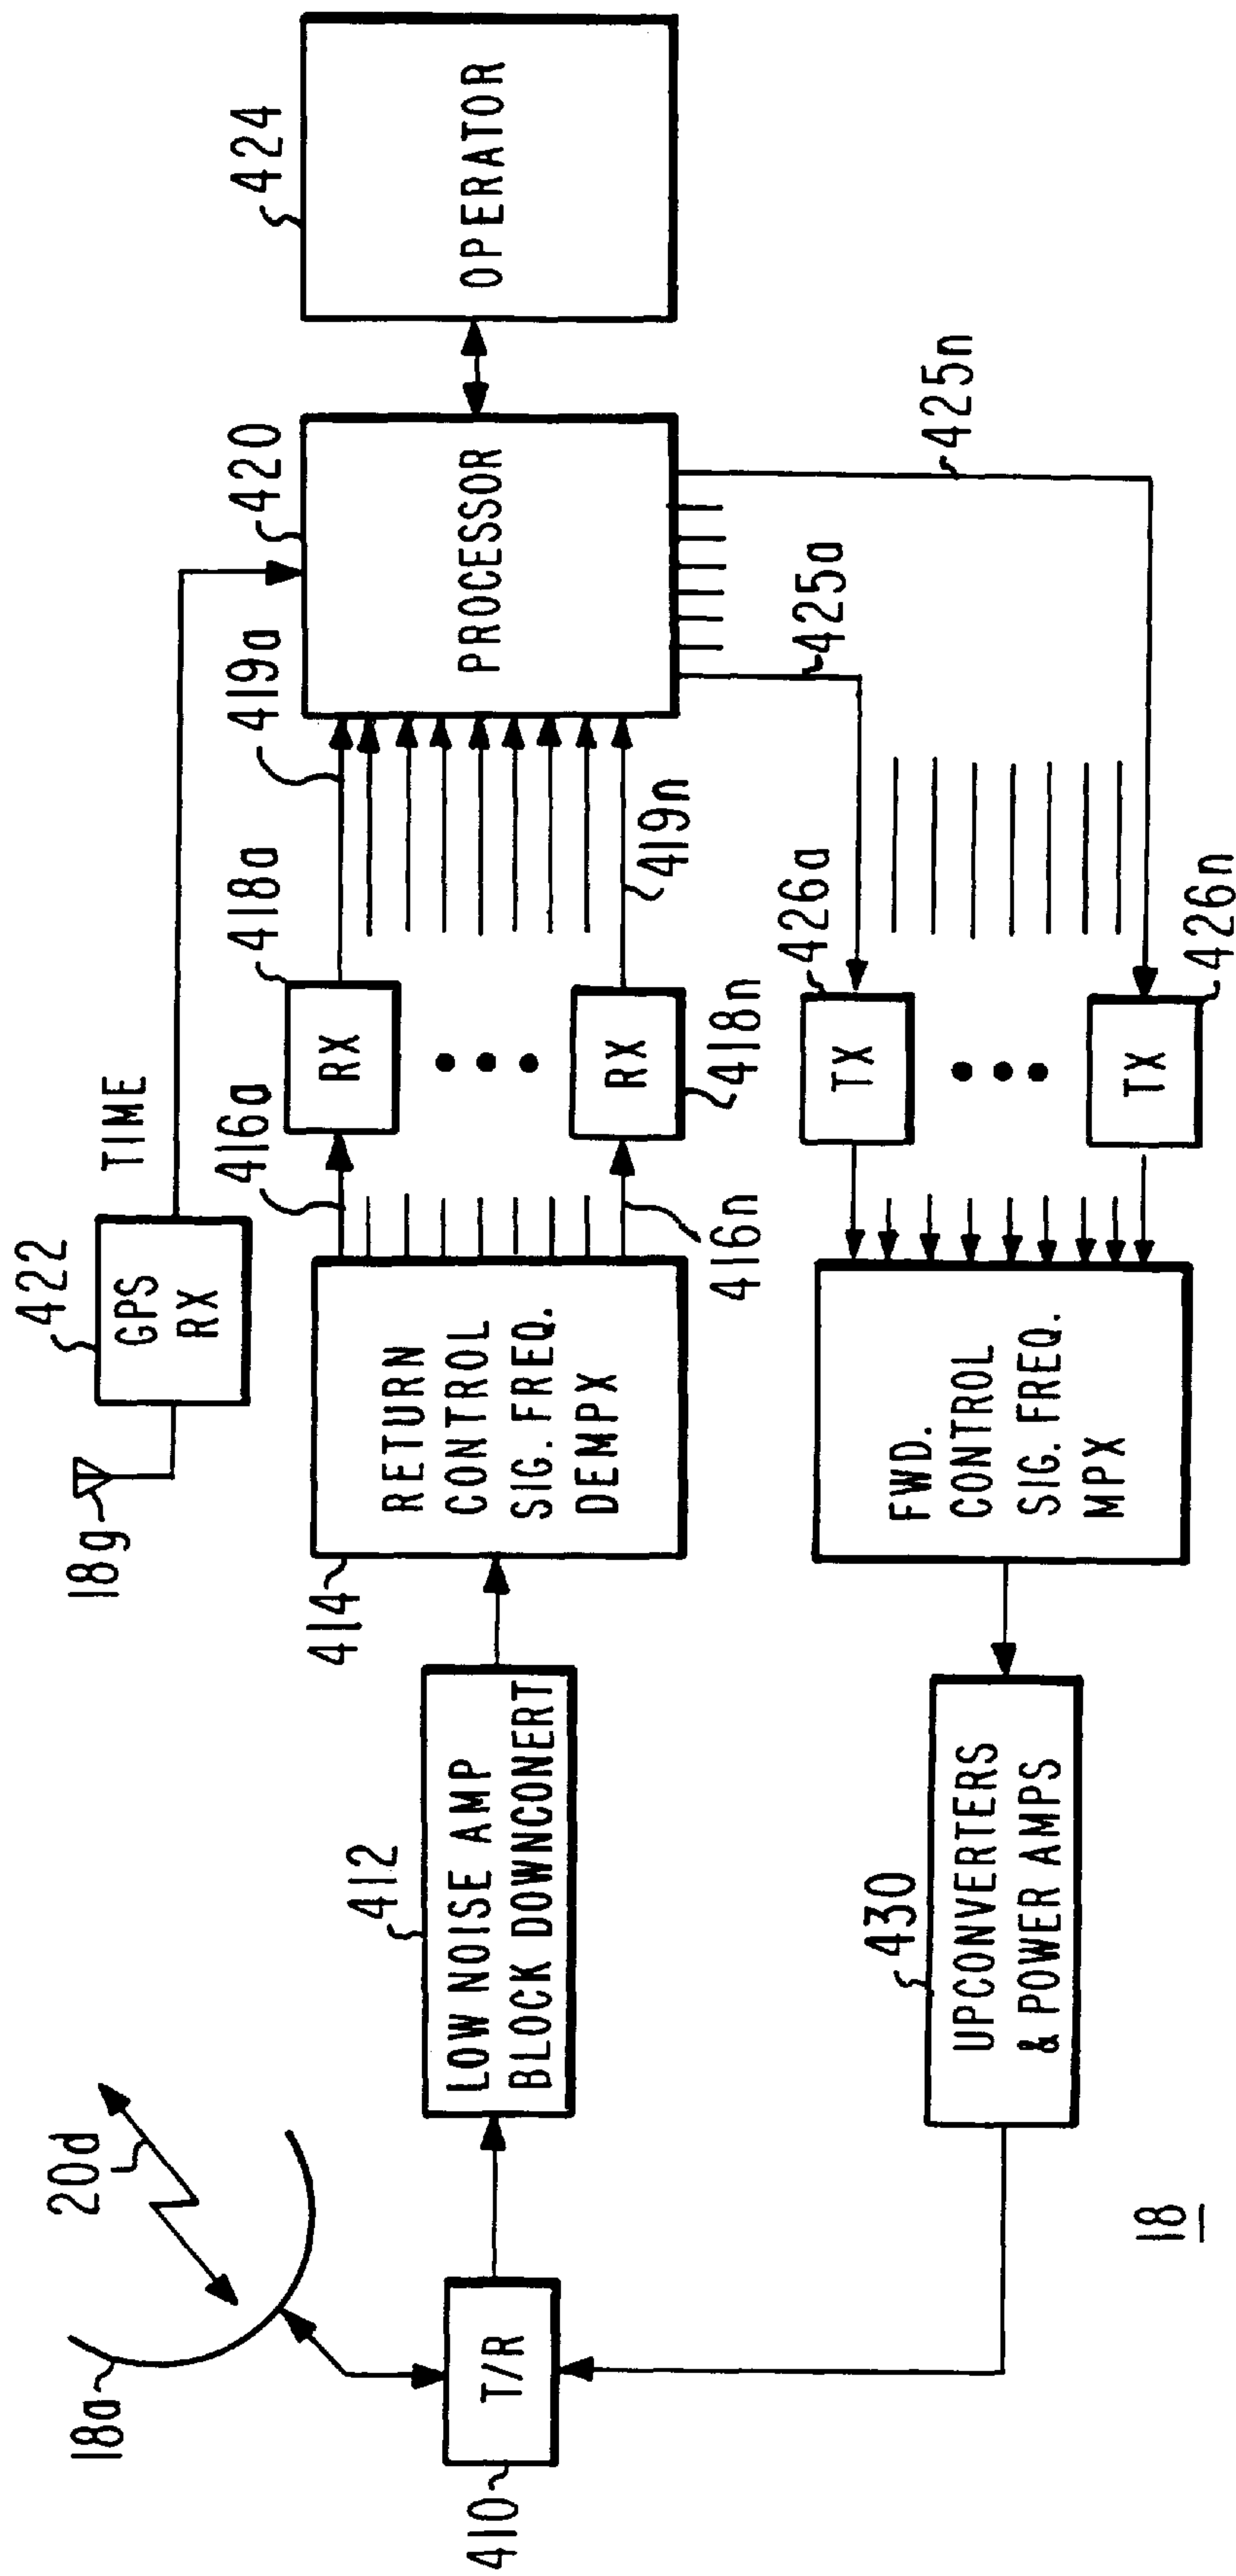 18g
422
GPS
RX
TIME
20d
18a
410
T/R
412
LOW NOISE AMP
BLOCK DOWNCONERT
414
RETURN
CONTROL
SIG. FREQ.
DEMPX
416a
416n
418a
RX
RX
418n
419a
419n
420
PROCESSOR
424
OPERATOR
425a
425n
426a
TX
TX
426n
FWD.
CONTROL
SIG. FREQ.
MPX
430
UPCONVERTERS
& POWER AMPS
18